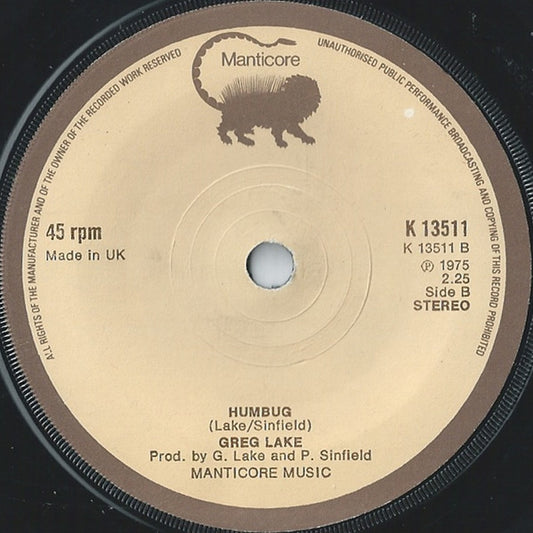 Manticore
ALL RIGHTS OF THE MANUFACTURER AND OF THE OWNER OF THE RECORDED WORK RESERVED
UNAUTHORISED PUBLIC PERFORMANCE BROADCASTING AND COPYING OF THIS RECORD PROHIBITED
45 rpm
Made in UK
K 13511
K 13511 B
℗ 1975
2.25
Side B
STEREO
HUMBUG
(Lake/Sinfield)
GREG LAKE
Prod. by G. Lake and P. Sinfield
MANTICORE MUSIC